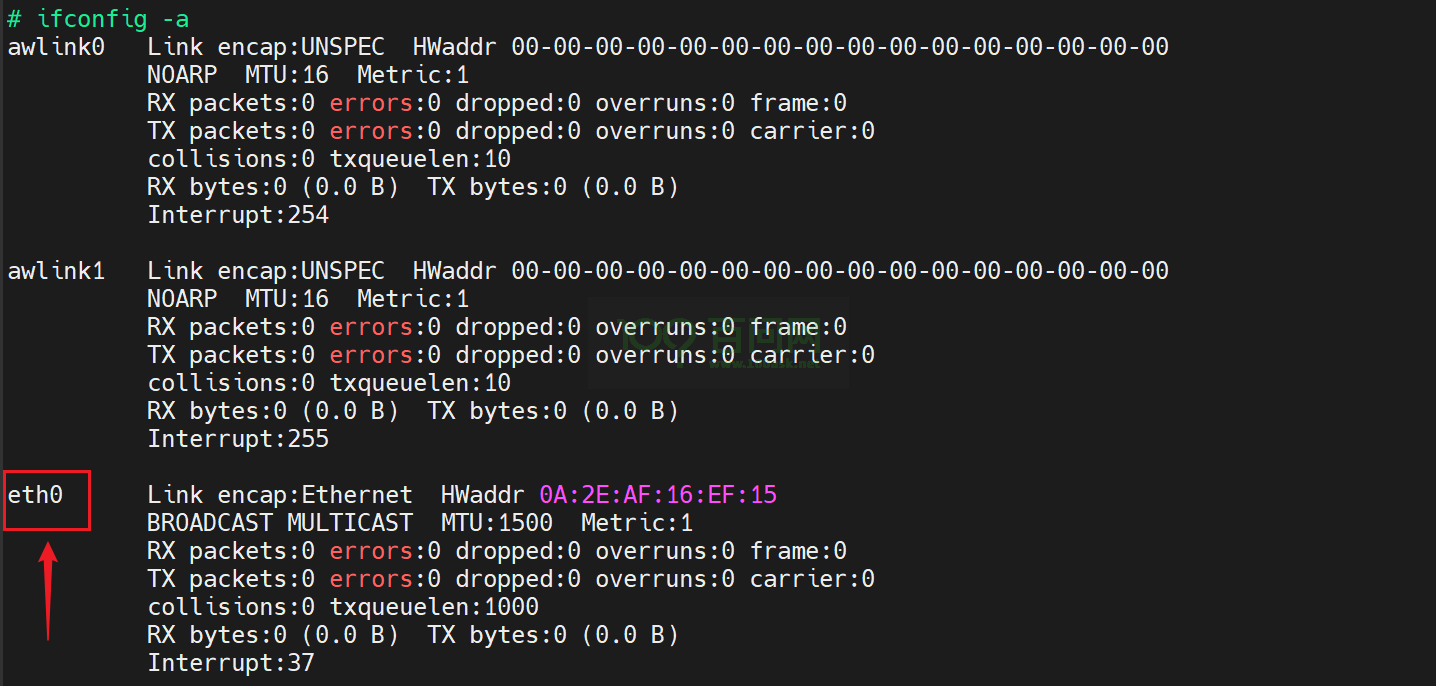 # ifconfig -a
awlink0   Link encap:UNSPEC  HWaddr 00-00-00-00-00-00-00-00-00-00-00-00-00-00-00-00
          NOARP  MTU:16  Metric:1
          RX packets:0 errors:0 dropped:0 overruns:0 frame:0
          TX packets:0 errors:0 dropped:0 overruns:0 carrier:0
          collisions:0 txqueuelen:10
          RX bytes:0 (0.0 B)  TX bytes:0 (0.0 B)
          Interrupt:254
awlink1   Link encap:UNSPEC  HWaddr 00-00-00-00-00-00-00-00-00-00-00-00-00-00-00-00
          NOARP  MTU:16  Metric:1
          RX packets:0 errors:0 dropped:0 overruns:0 frame:0
          TX packets:0 errors:0 dropped:0 overruns:0 carrier:0
          collisions:0 txqueuelen:10
          RX bytes:0 (0.0 B)  TX bytes:0 (0.0 B)
          Interrupt:255
eth0      Link encap:Ethernet  HWaddr 0A:2E:AF:16:EF:15
          BROADCAST MULTICAST  MTU:1500  Metric:1
          RX packets:0 errors:0 dropped:0 overruns:0 frame:0
          TX packets:0 errors:0 dropped:0 overruns:0 carrier:0
          collisions:0 txqueuelen:1000
          RX bytes:0 (0.0 B)  TX bytes:0 (0.0 B)
          Interrupt:37